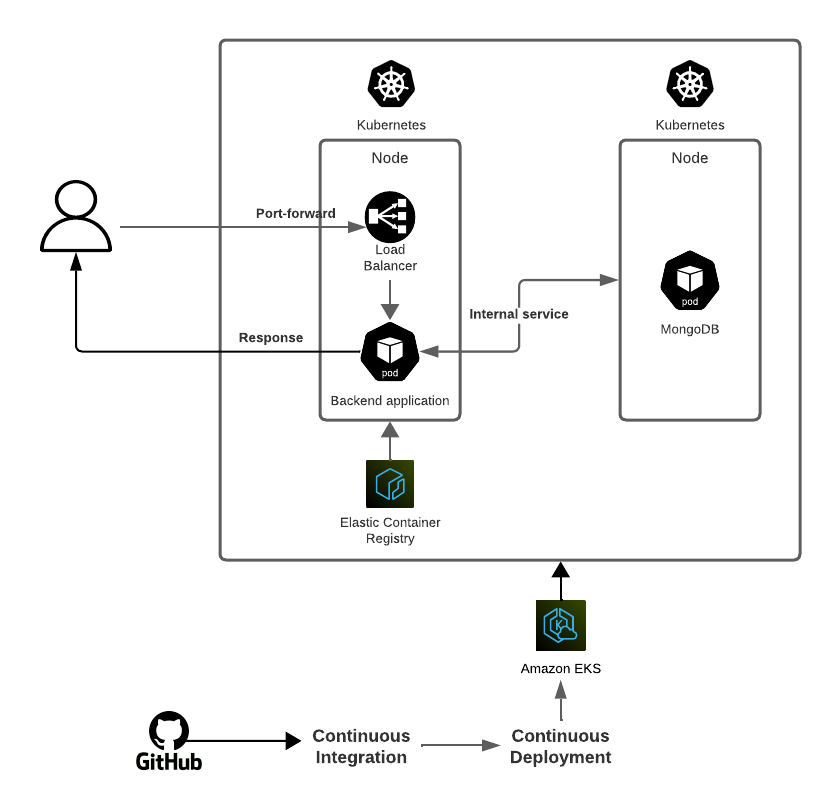 Kubernetes
Kubernetes
Node
Node
Port-forward
Load
Balancer
Internal service
pod
MongoDB
Response
pod
Backend application
Elastic Container
Registry
K
Amazon EKS
GitHub
Continuous
Integration
Continuous
Deployment